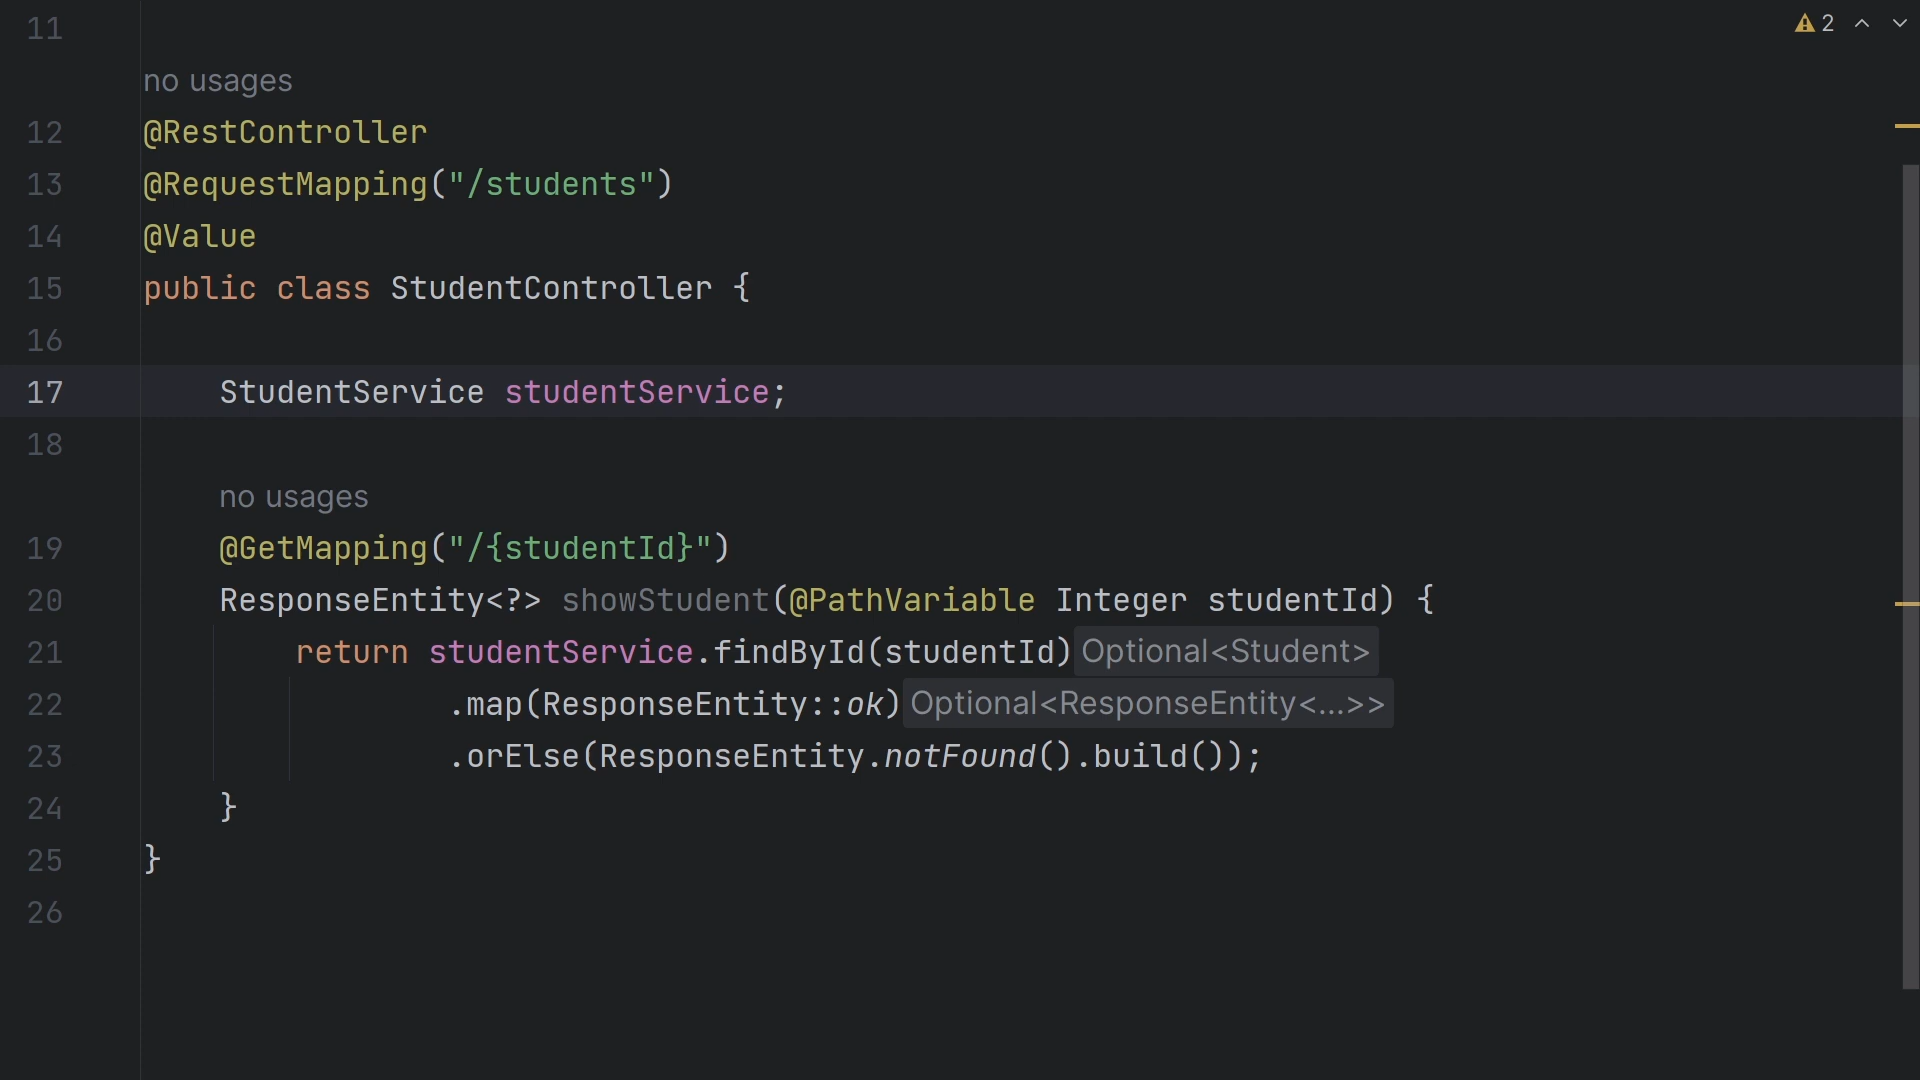 11
2
no usages
12 @RestController
13 @RequestMapping("/students")
14 @Value
15 public class StudentController {
16
17 StudentService studentService;
18
no usages
19 @GetMapping("/{studentId}")
20 ResponseEntity<?> showStudent(@PathVariable Integer studentId) {
21 return studentService.findById(studentId) Optional<Student>
22 .map(ResponseEntity::ok) Optional<ResponseEntity<...>>
23 .orElse(ResponseEntity.notFound().build());
24 }
25 }
26